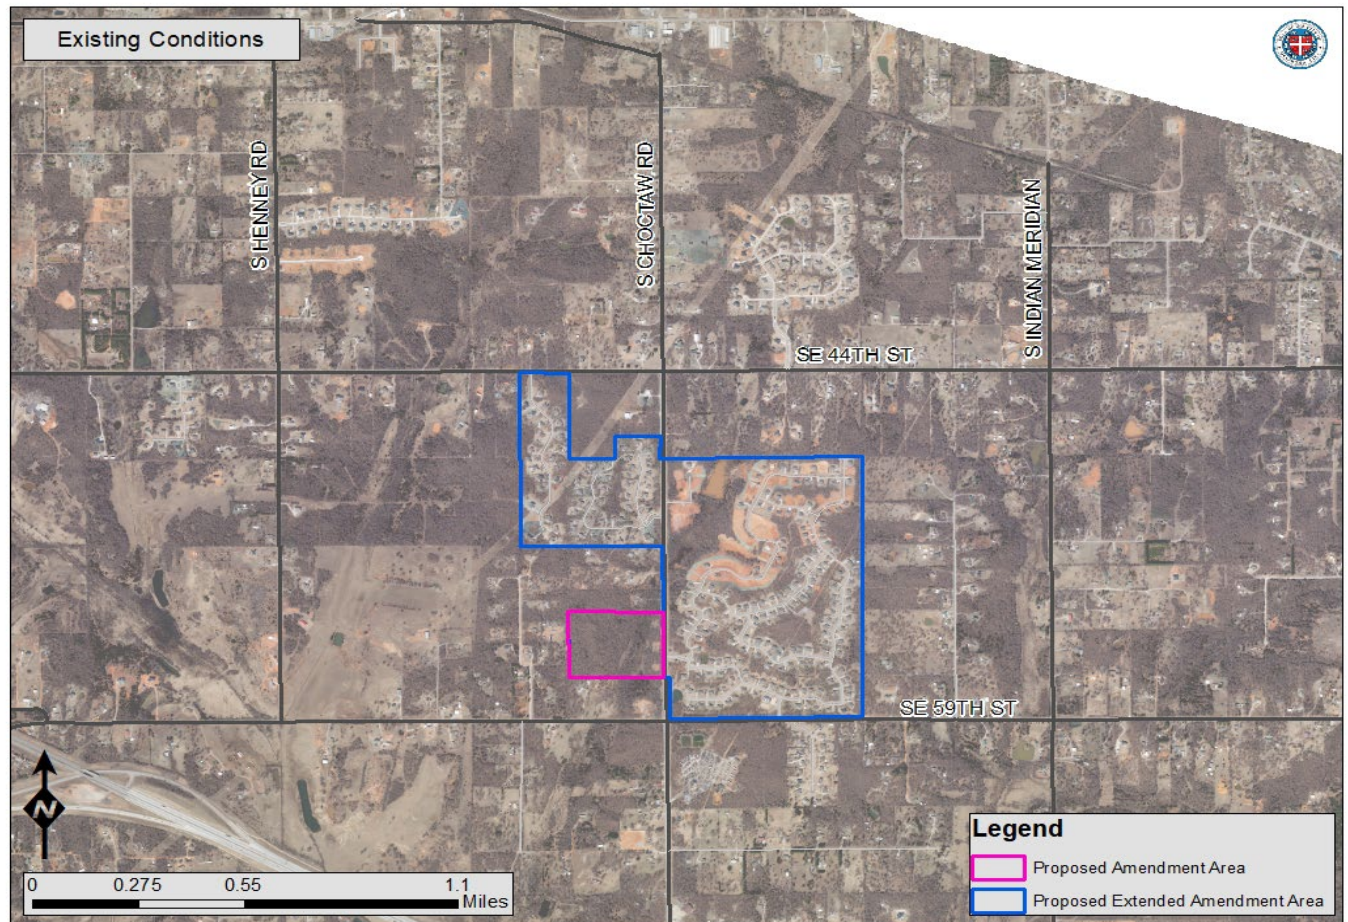 Existing Conditions
S HENNEY RD
S CHOCTAW RD
S INDIAN MERIDIAN
SE 44TH ST
SE 59TH ST
N
0 0.275 0.55 1.1
Miles
Legend
Proposed Amendment Area
Proposed Extended Amendment Area